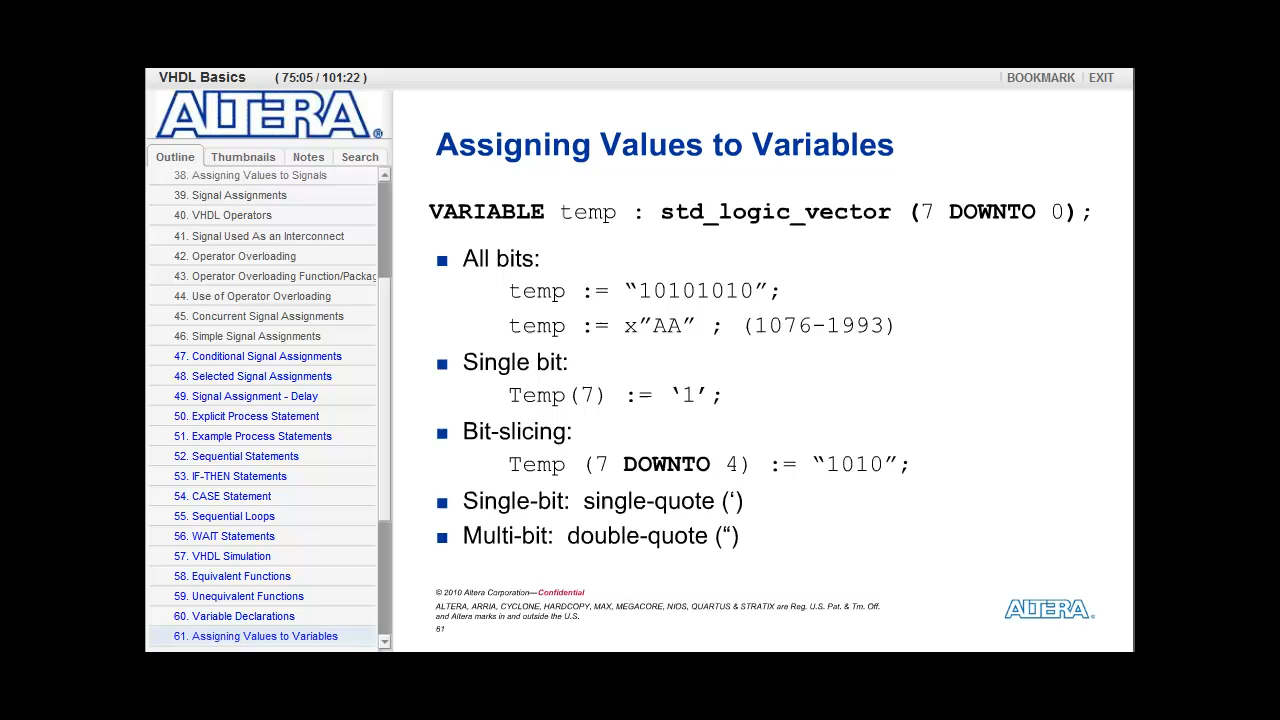 VHDL Basics ( 75:05 / 101:22 )
BOOKMARK EXIT
ALTERA®
Outline Thumbnails Notes Search
38. Assigning Values to Signals
39. Signal Assignments
40. VHDL Operators
41. Signal Used As an Interconnect
42. Operator Overloading
43. Operator Overloading Function/Packag
44. Use of Operator Overloading
45. Concurrent Signal Assignments
46. Simple Signal Assignments
47. Conditional Signal Assignments
48. Selected Signal Assignments
49. Signal Assignment - Delay
50. Explicit Process Statement
51. Example Process Statements
52. Sequential Statements
53. IF-THEN Statements
54. CASE Statement
55. Sequential Loops
56. WAIT Statements
57. VHDL Simulation
58. Equivalent Functions
59. Unequivalent Functions
60. Variable Declarations
61. Assigning Values to Variables
Assigning Values to Variables
VARIABLE temp : std_logic_vector (7 DOWNTO 0);
■ All bits:
temp := “10101010”;
temp := x”AA” ; (1076-1993)
■ Single bit:
Temp(7) := ‘1’;
■ Bit-slicing:
Temp (7 DOWNTO 4) := “1010”;
■ Single-bit: single-quote (‘)
■ Multi-bit: double-quote (“)
© 2010 Altera Corporation—Confidential
ALTERA, ARRIA, CYCLONE, HARDCOPY, MAX, MEGACORE, NIOS, QUARTUS & STRATIX are Reg. U.S. Pat. & Tm. Off.
and Altera marks in and outside the U.S.
61
ALTERA®